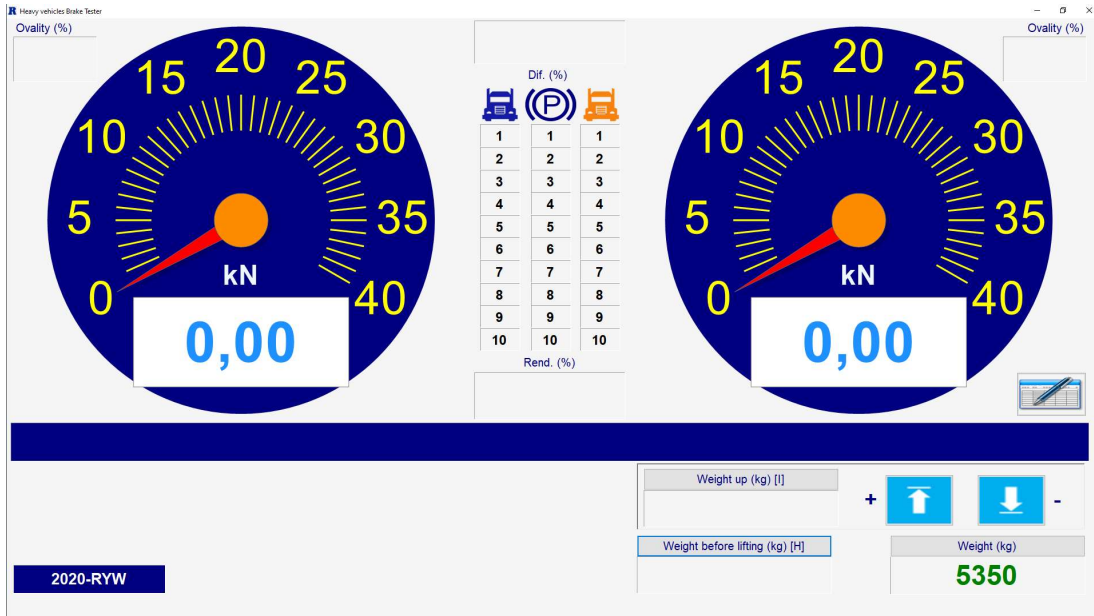 R Heavy vehicles Brake Tester
Ovality (%)
Ovality (%)
0
5
10
15
20
25
30
35
40
kN
0,00
Dif. (%)
P
1 1 1
2 2 2
3 3 3
4 4 4
5 5 5
6 6 6
7 7 7
8 8 8
9 9 9
10 10 10
Rend. (%)
0
5
10
15
20
25
30
35
40
kN
0,00
Weight up (kg) [I]
+
-
Weight before lifting (kg) [H]
Weight (kg)
5350
2020-RYW